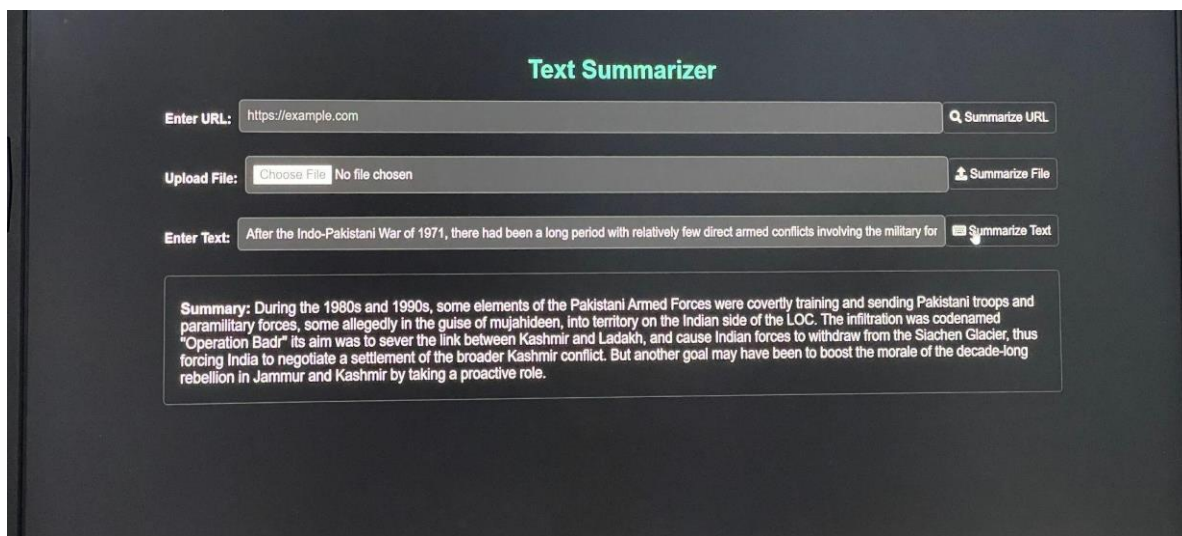 Text Summarizer
Enter URL: https://example.com Summarize URL
Upload File: Choose File No file chosen Summarize File
Enter Text: After the Indo-Pakistani War of 1971, there had been a long period with relatively few direct armed conflicts involving the military for Summarize Text
Summary: During the 1980s and 1990s, some elements of the Pakistani Armed Forces were covertly training and sending Pakistani troops and
paramilitary forces, some allegedly in the guise of mujahideen, into territory on the Indian side of the LOC. The infiltration was codenamed
"Operation Badr" its aim was to sever the link between Kashmir and Ladakh, and cause Indian forces to withdraw from the Siachen Glacier, thus
forcing India to negotiate a settlement of the broader Kashmir conflict. But another goal may have been to boost the morale of the decade-long
rebellion in Jammur and Kashmir by taking a proactive role.